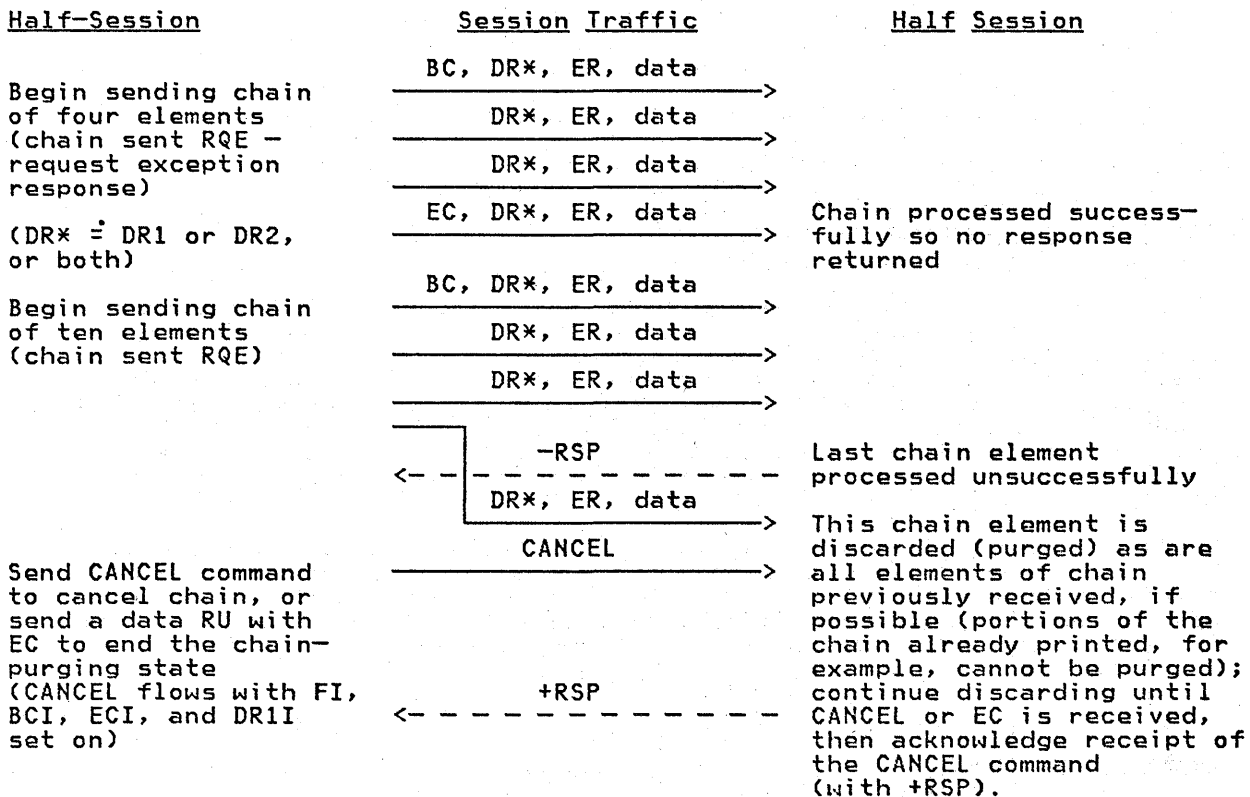 Half-Session Session Traffic Half Session
BC, DR*, ER, data
Begin sending chain
of four elements
(chain sent RQE -
request exception
response)
DR*, ER, data
DR*, ER, data
EC, DR*, ER, data
(DR* = DR1 or DR2,
or both)
Chain processed success-
fully so no response
returned
BC, DR*, ER, data
Begin sending chain
of ten elements
(chain sent RQE)
DR*, ER, data
DR*, ER, data
-RSP
Last chain element
processed unsuccessfully
DR*, ER, data
CANCEL
This chain element is
discarded (purged) as are
all elements of chain
previously received, if
possible (portions of the
chain already printed, for
example, cannot be purged);
continue discarding until
CANCEL or EC is received,
then acknowledge receipt of
the CANCEL command
(with +RSP).
Send CANCEL command
to cancel chain, or
send a data RU with
EC to end the chain-
purging state
(CANCEL flows with FI,
BCI, ECI, and DR1I
set on)
+RSP